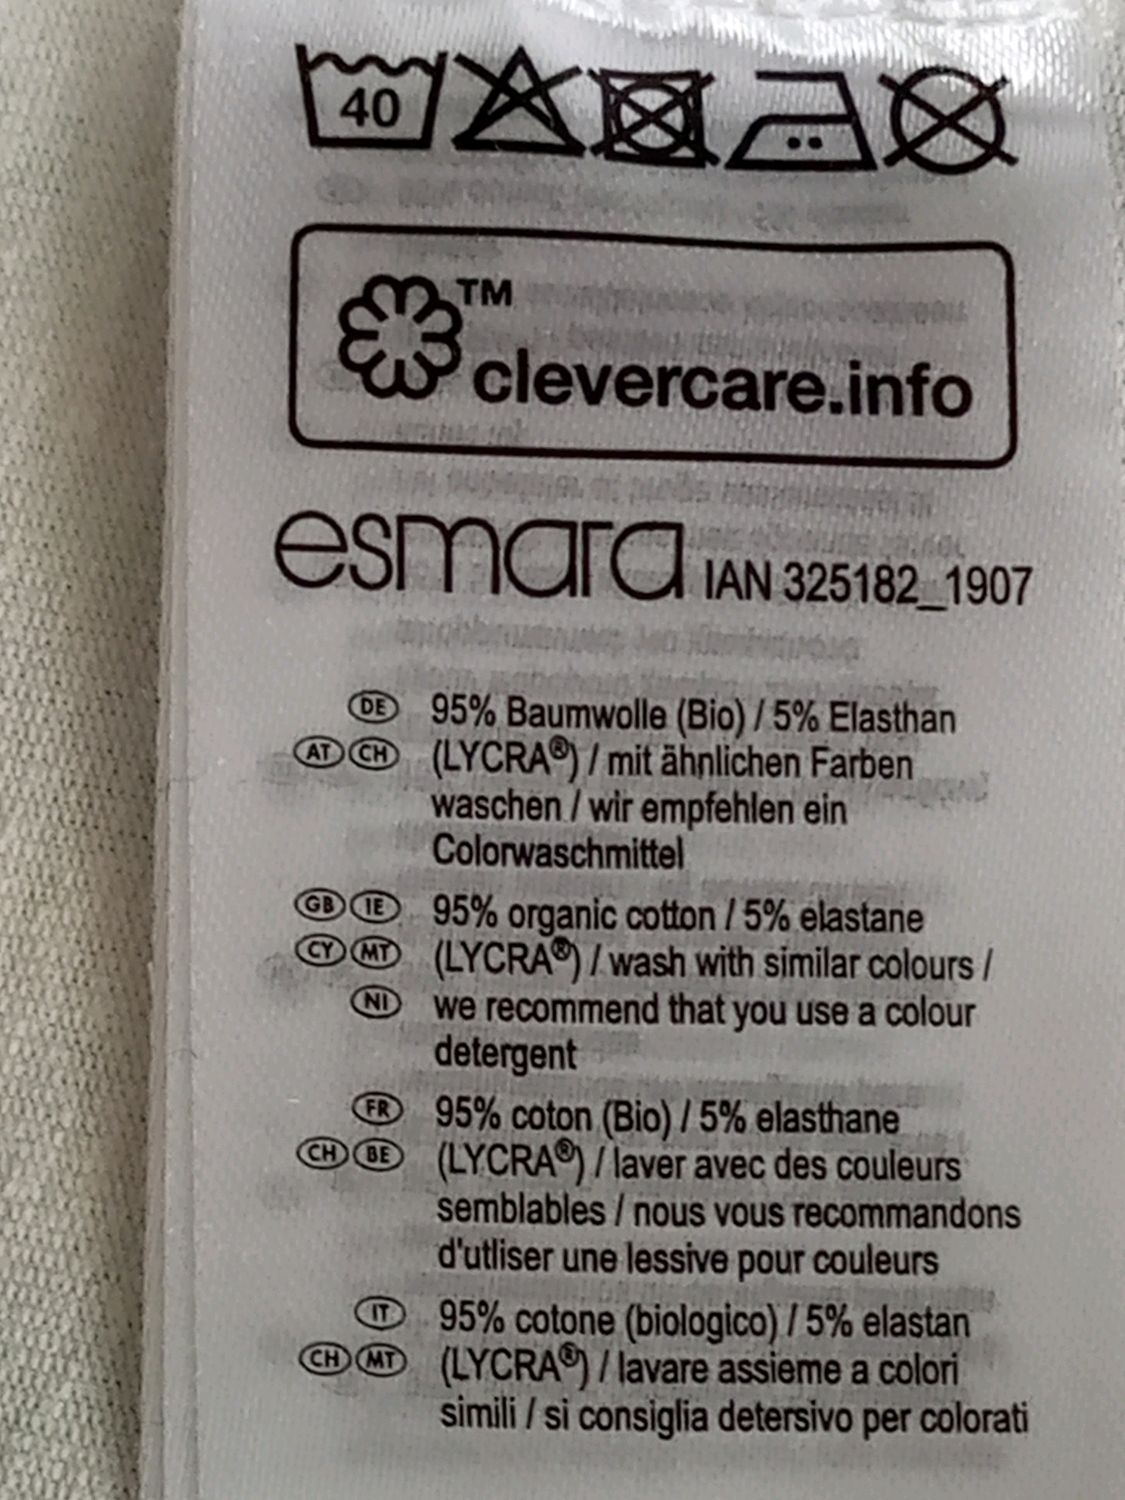 40
™
clevercare.info
esmara IAN 325182_1907
DE 95% Baumwolle (Bio) / 5% Elasthan
AT CH (LYCRA®) / mit ähnlichen Farben
waschen / wir empfehlen ein
Colorwaschmittel
GB IE 95% organic cotton / 5% elastane
CY MT (LYCRA®) / wash with similar colours /
NI we recommend that you use a colour
detergent
FR 95% coton (Bio) / 5% elasthane
CH BE (LYCRA®) / laver avec des couleurs
semblables / nous vous recommandons
d'utliser une lessive pour couleurs
IT 95% cotone (biologico) / 5% elastan
CH MT (LYCRA®) / lavare assieme a colori
simili / si consiglia detersivo per colorati